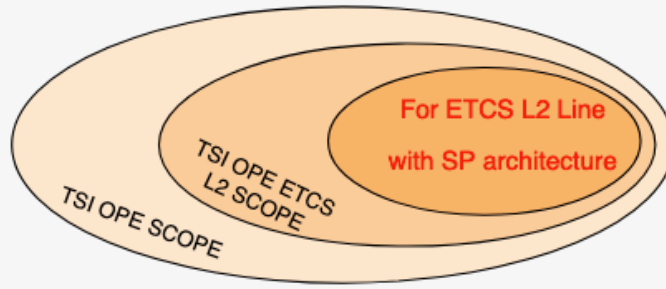 For ETCS L2 Line
with SP architecture
TSI OPE ETCS
L2 SCOPE
TSI OPE SCOPE